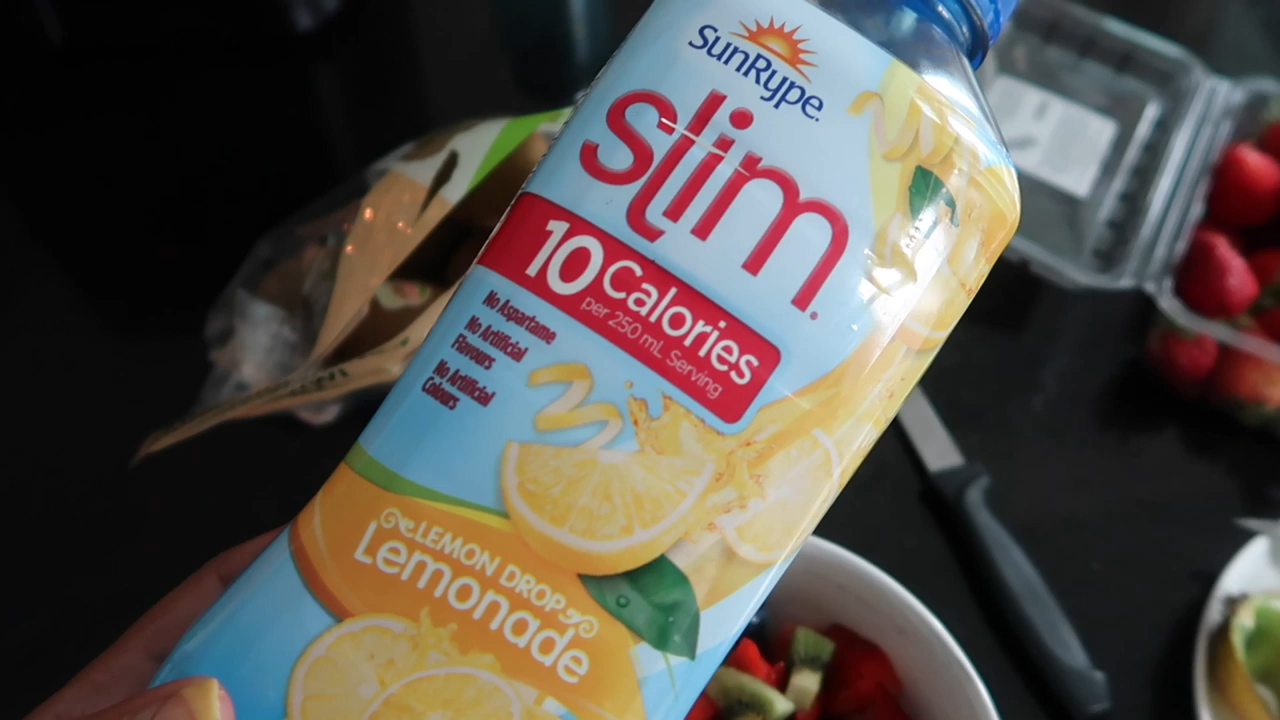 SunRype.
slim.
10 Calories
per 250 mL Serving
No Aspartame
No Artificial
Flavours
No Artificial
Colours
LEMON DROP
Lemonade